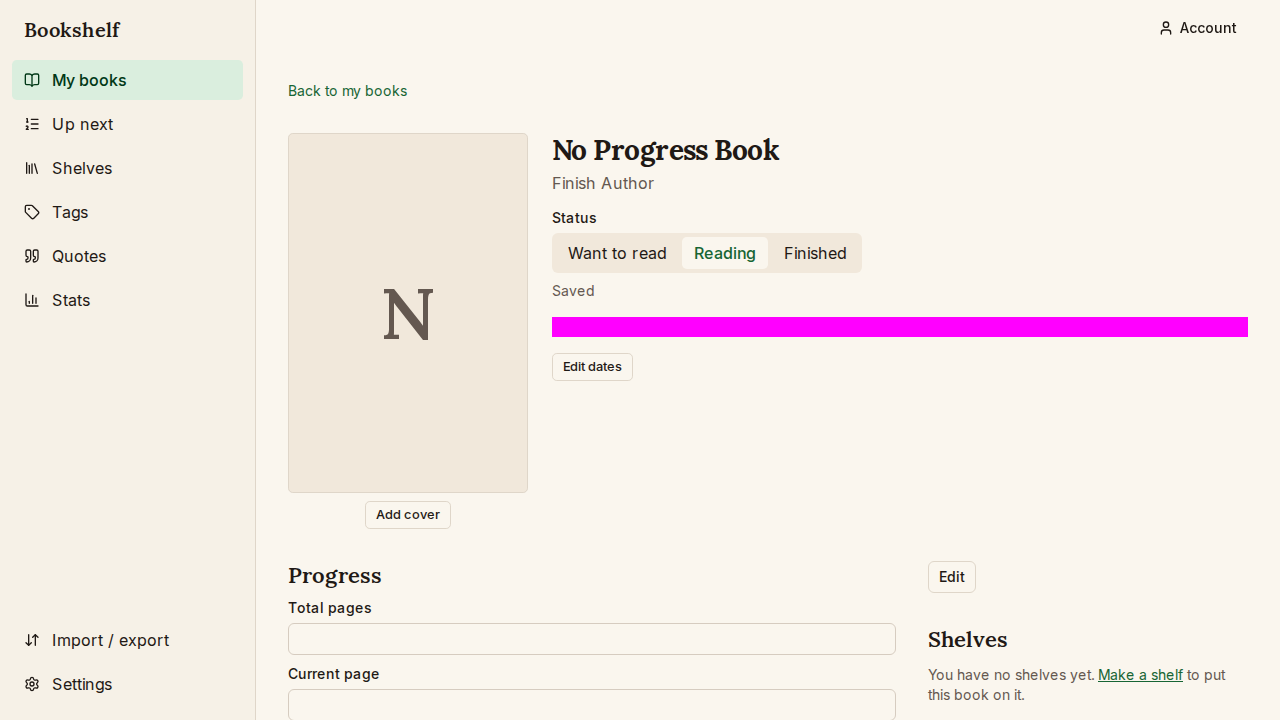 Bookshelf
Account
My books
Up next
Shelves
Tags
Quotes
Stats
Import / export
Settings
Back to my books
N
Add cover
No Progress Book
Finish Author
Status
Want to read
Reading
Finished
Saved
Edit dates
Progress
Total pages
Current page
Edit
Shelves
You have no shelves yet. Make a shelf to put
this book on it.